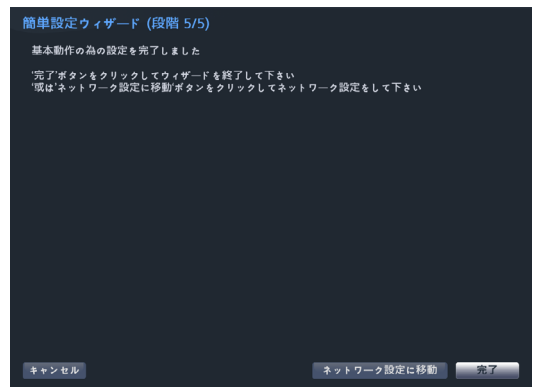 簡単設定ウィザード (段階 5/5)
基本動作の為の設定を完了しました
'完了'ボタンをクリックしてウィザードを終了して下さい
'或は'ネットワーク設定に移動'ボタンをクリックしてネットワーク設定をして下さい
キャンセル
ネットワーク設定に移動
完了